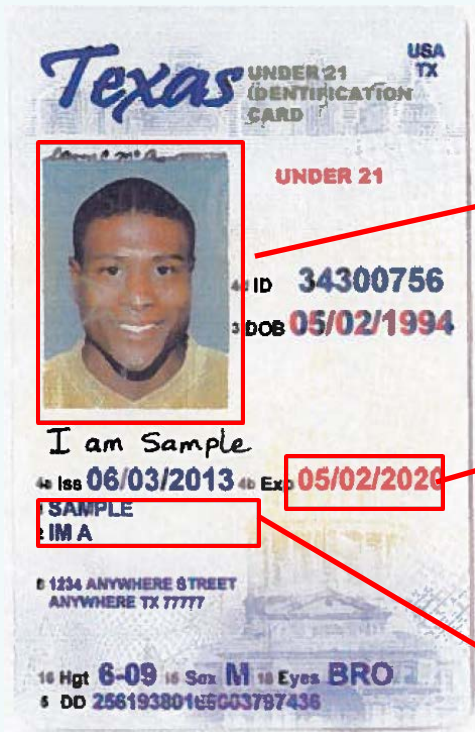 Texas
UNDER 21
IDENTIFICATION
CARD
USA
TX
UNDER 21
4d ID 34300756
3 DOB 05/02/1994
I am Sample
4a Iss 06/03/2013 4b Exp 05/02/2020
1 SAMPLE
2 IM A
8 1234 ANYWHERE STREET
ANYWHERE TX 77777
16 Hgt 6-09 15 Sex M 18 Eyes BRO
5 DD